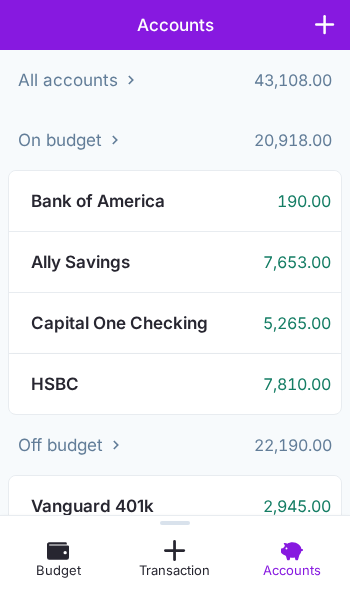 Accounts
All accounts 43,108.00
On budget 20,918.00
Bank of America 190.00
Ally Savings 7,653.00
Capital One Checking 5,265.00
HSBC 7,810.00
Off budget 22,190.00
Vanguard 401k 2,945.00
Budget Transaction Accounts